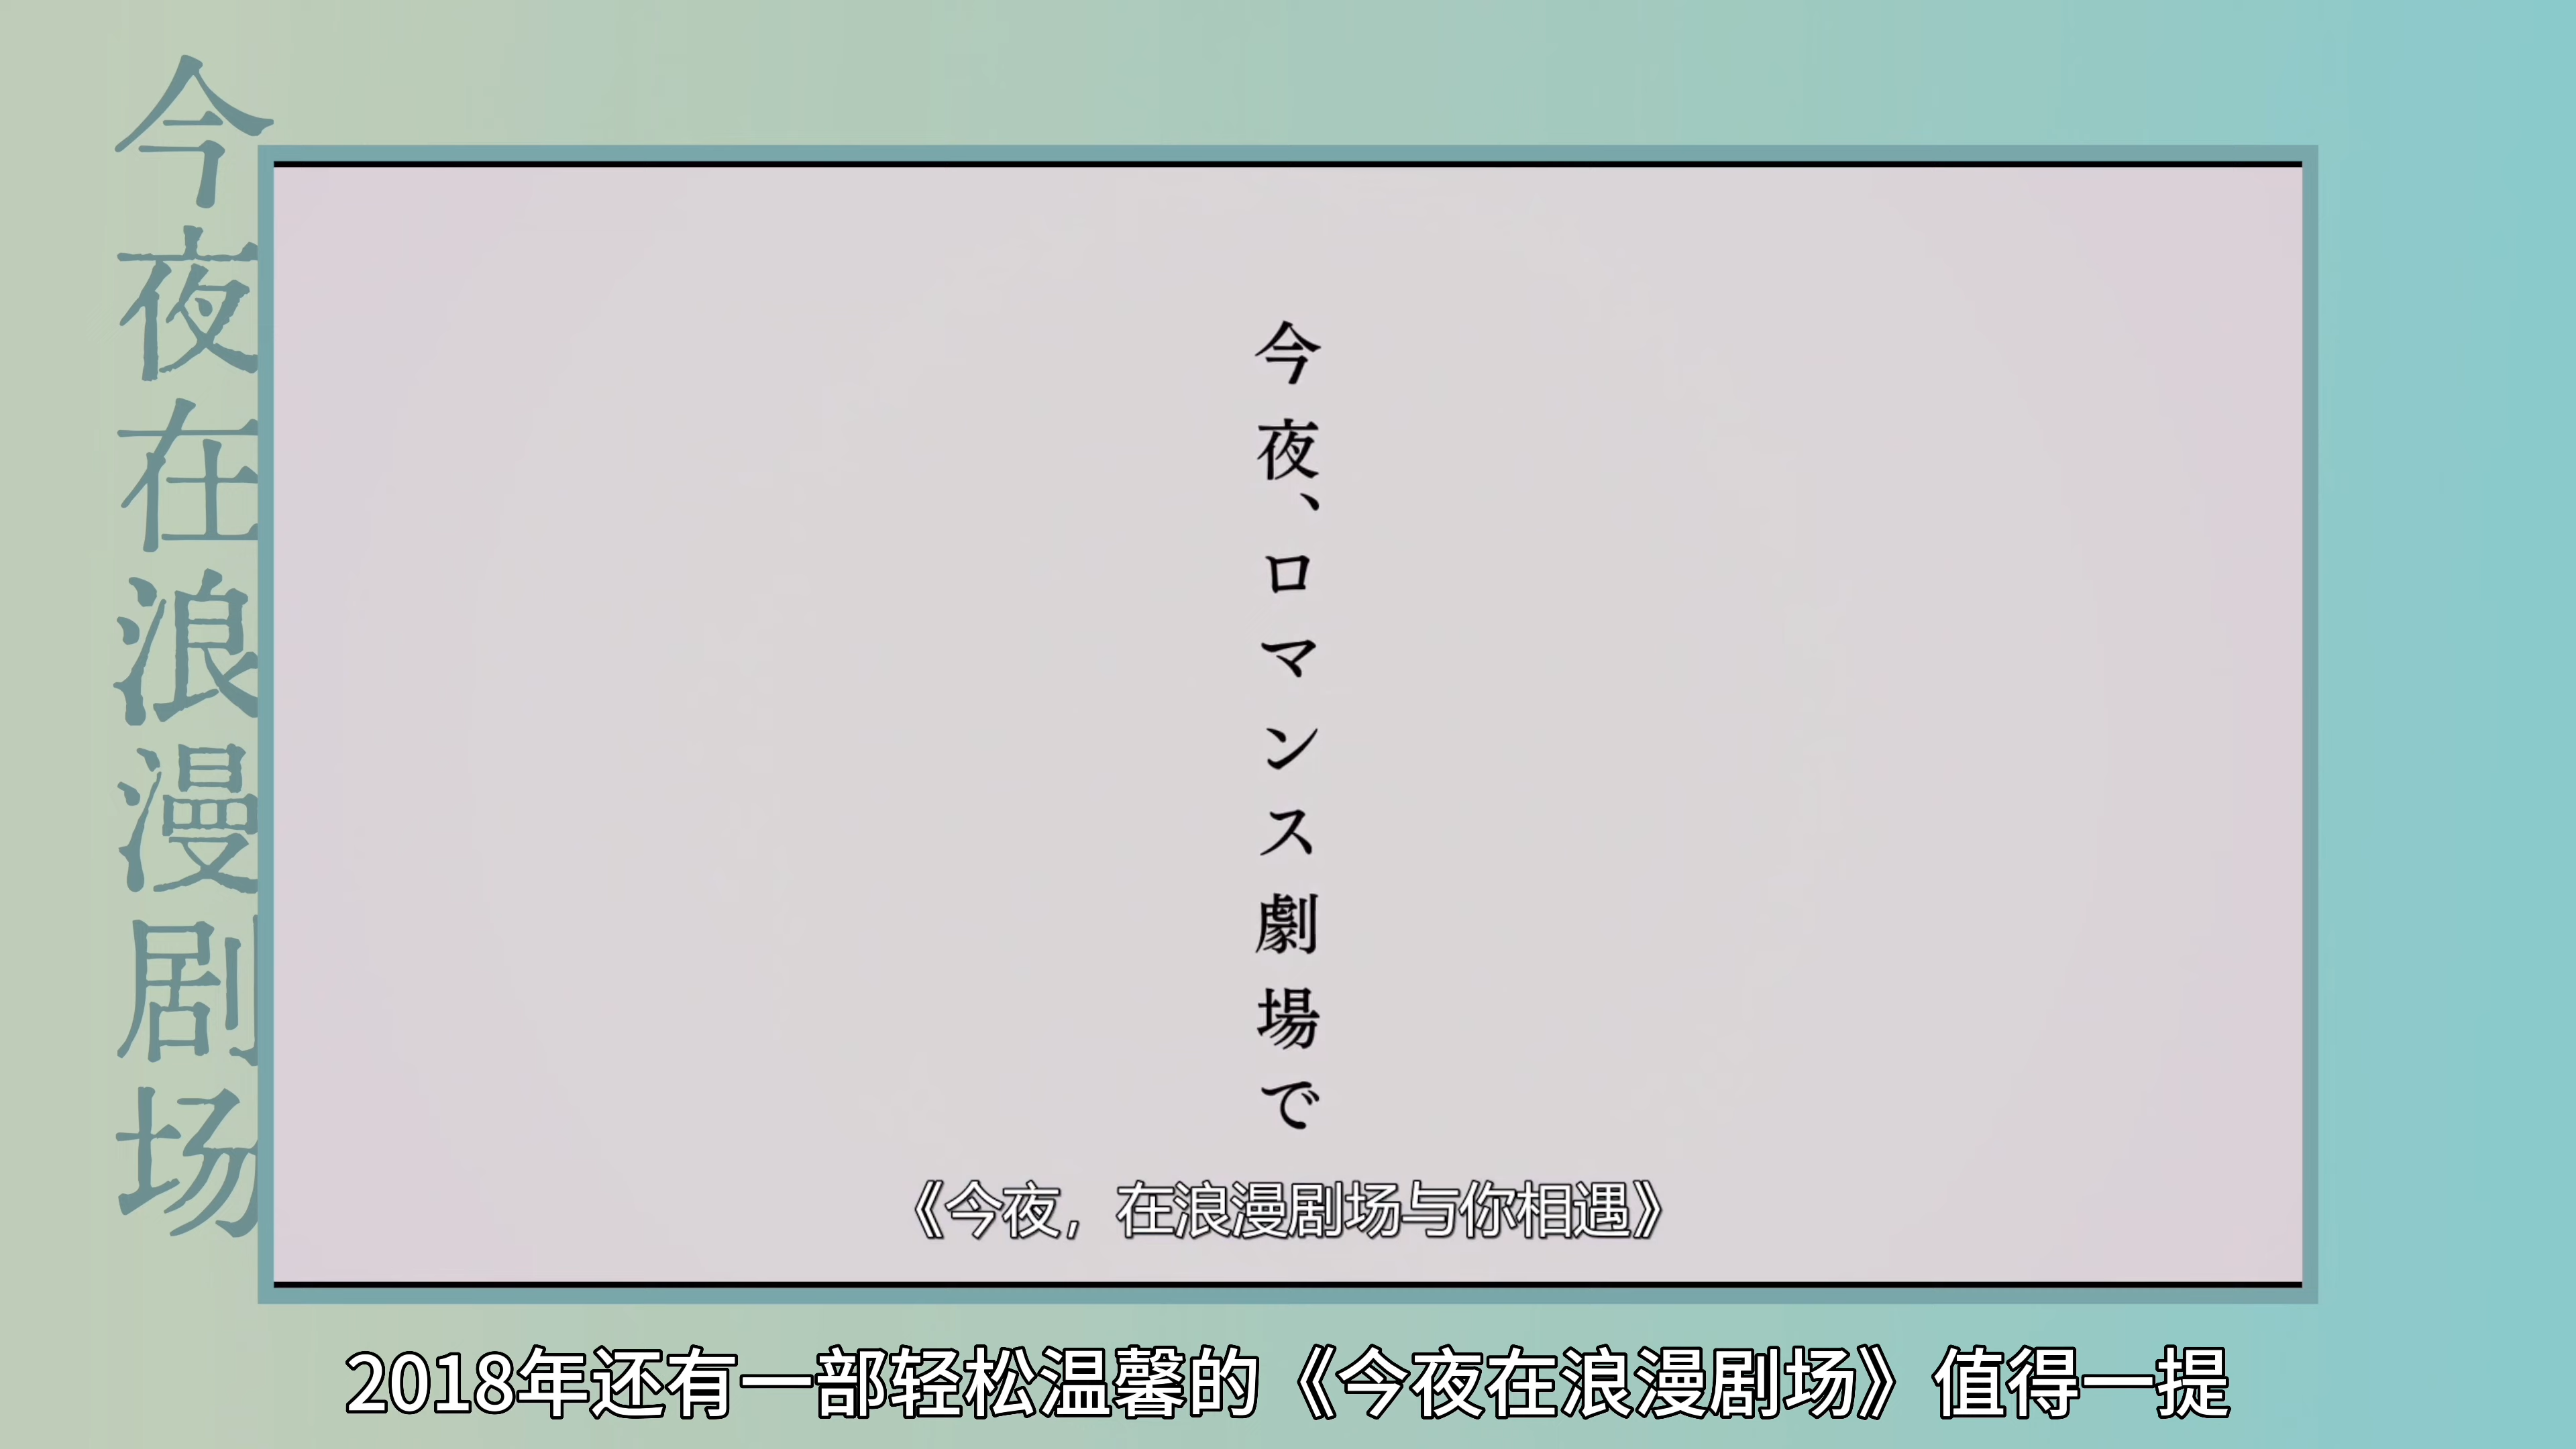 今夜在浪漫剧场
今夜、ロマンス劇場で
《今夜，在浪漫剧场与你相遇》
2018年还有一部轻松温馨的《今夜在浪漫剧场》值得一提